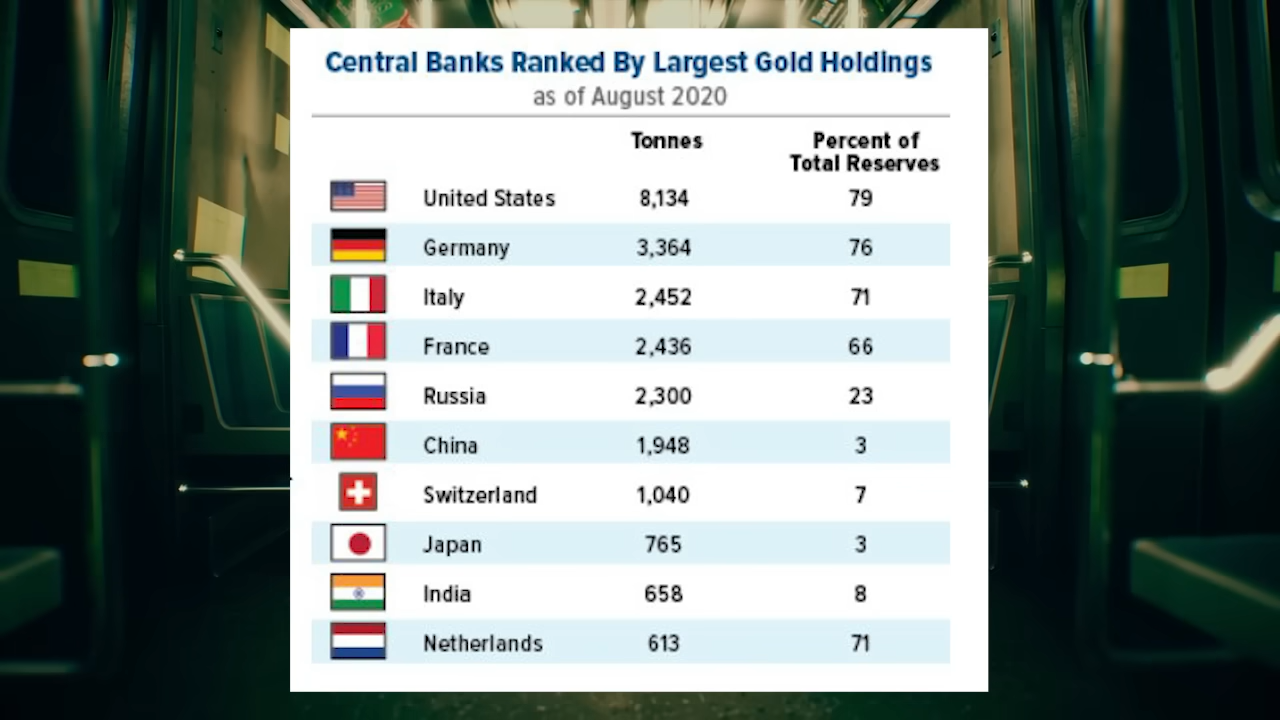 Central Banks Ranked By Largest Gold Holdings
as of August 2020
Tonnes Percent of
Total Reserves
United States 8,134 79
Germany 3,364 76
Italy 2,452 71
France 2,436 66
Russia 2,300 23
China 1,948 3
Switzerland 1,040 7
Japan 765 3
India 658 8
Netherlands 613 71